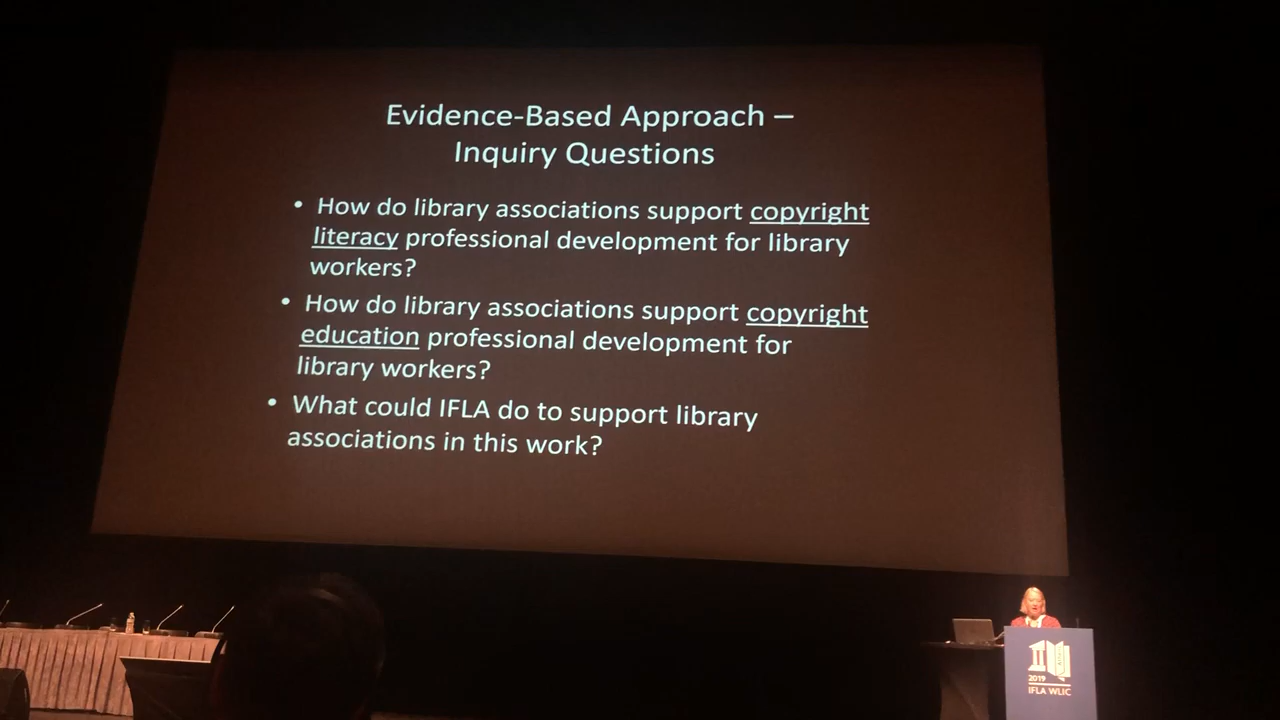 Evidence-Based Approach –
Inquiry Questions
• How do library associations support copyright
literacy professional development for library
workers?
• How do library associations support copyright
education professional development for
library workers?
• What could IFLA do to support library
associations in this work?
2019
IFLA WLIC